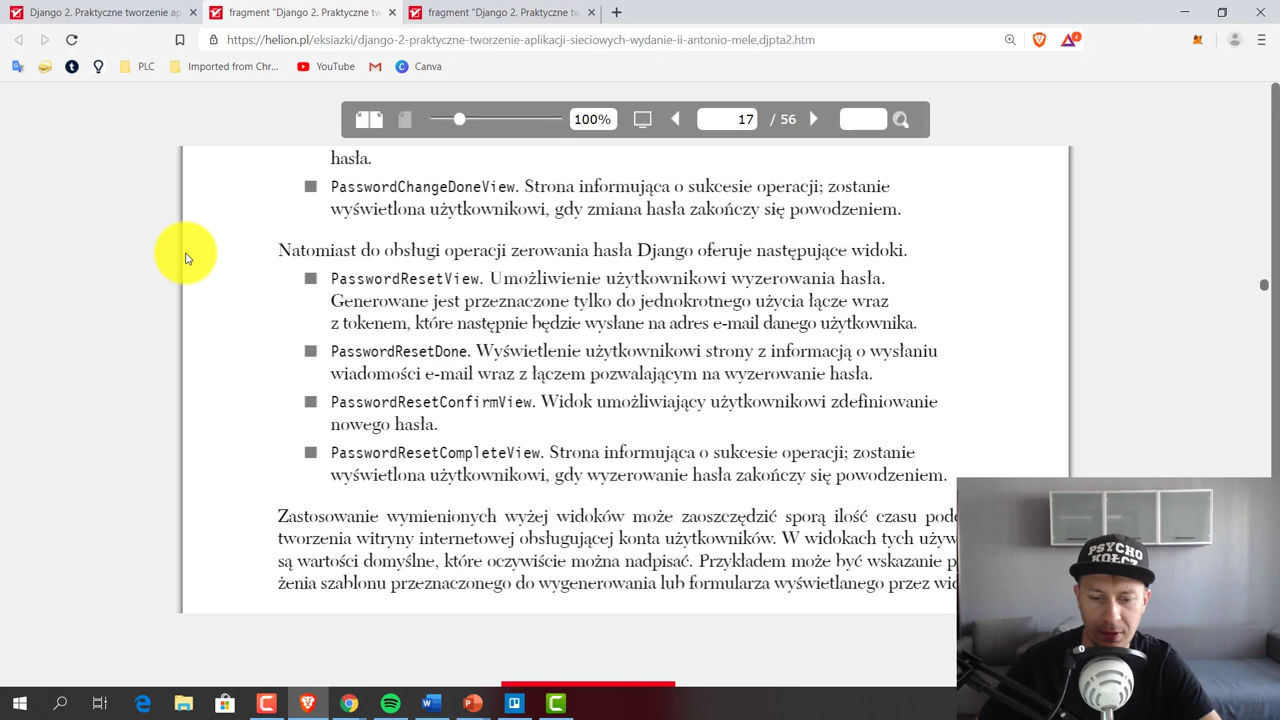 Django 2. Praktyczne tworzenie ap
fragment "Django 2. Praktyczne tw
fragment "Django 2. Praktyczne tw
https://helion.pl/eksiazki/django-2-praktyczne-tworzenie-aplikacji-sieciowych-wydanie-ii-antonio-mele,djpta2.htm
4
PLC
Imported from Chr...
YouTube
Canva
100%
17 / 56
hasła.
PasswordChangeDoneView. Strona informująca o sukcesie operacji; zostanie
wyświetlona użytkownikowi, gdy zmiana hasła zakończy się powodzeniem.
Natomiast do obsługi operacji zerowania hasła Django oferuje następujące widoki.
PasswordResetView. Umożliwienie użytkownikowi wyzerowania hasła.
Generowane jest przeznaczone tylko do jednokrotnego użycia łącze wraz
z tokenem, które następnie będzie wysłane na adres e-mail danego użytkownika.
PasswordResetDone. Wyświetlenie użytkownikowi strony z informacją o wysłaniu
wiadomości e-mail wraz z łączem pozwalającym na wyzerowanie hasła.
PasswordResetConfirmView. Widok umożliwiający użytkownikowi zdefiniowanie
nowego hasła.
PasswordResetCompleteView. Strona informująca o sukcesie operacji; zostanie
wyświetlona użytkownikowi, gdy wyzerowanie hasła zakończy się powodzeniem.
Zastosowanie wymienionych wyżej widoków może zaoszczędzić sporą ilość czasu podc
tworzenia witryny internetowej obsługującej konta użytkowników. W widokach tych używ
są wartości domyślne, które oczywiście można nadpisać. Przykładem może być wskazanie p
żenia szablonu przeznaczonego do wygenerowania lub formularza wyświetlanego przez wid
PSYCHO
KOŁCZ